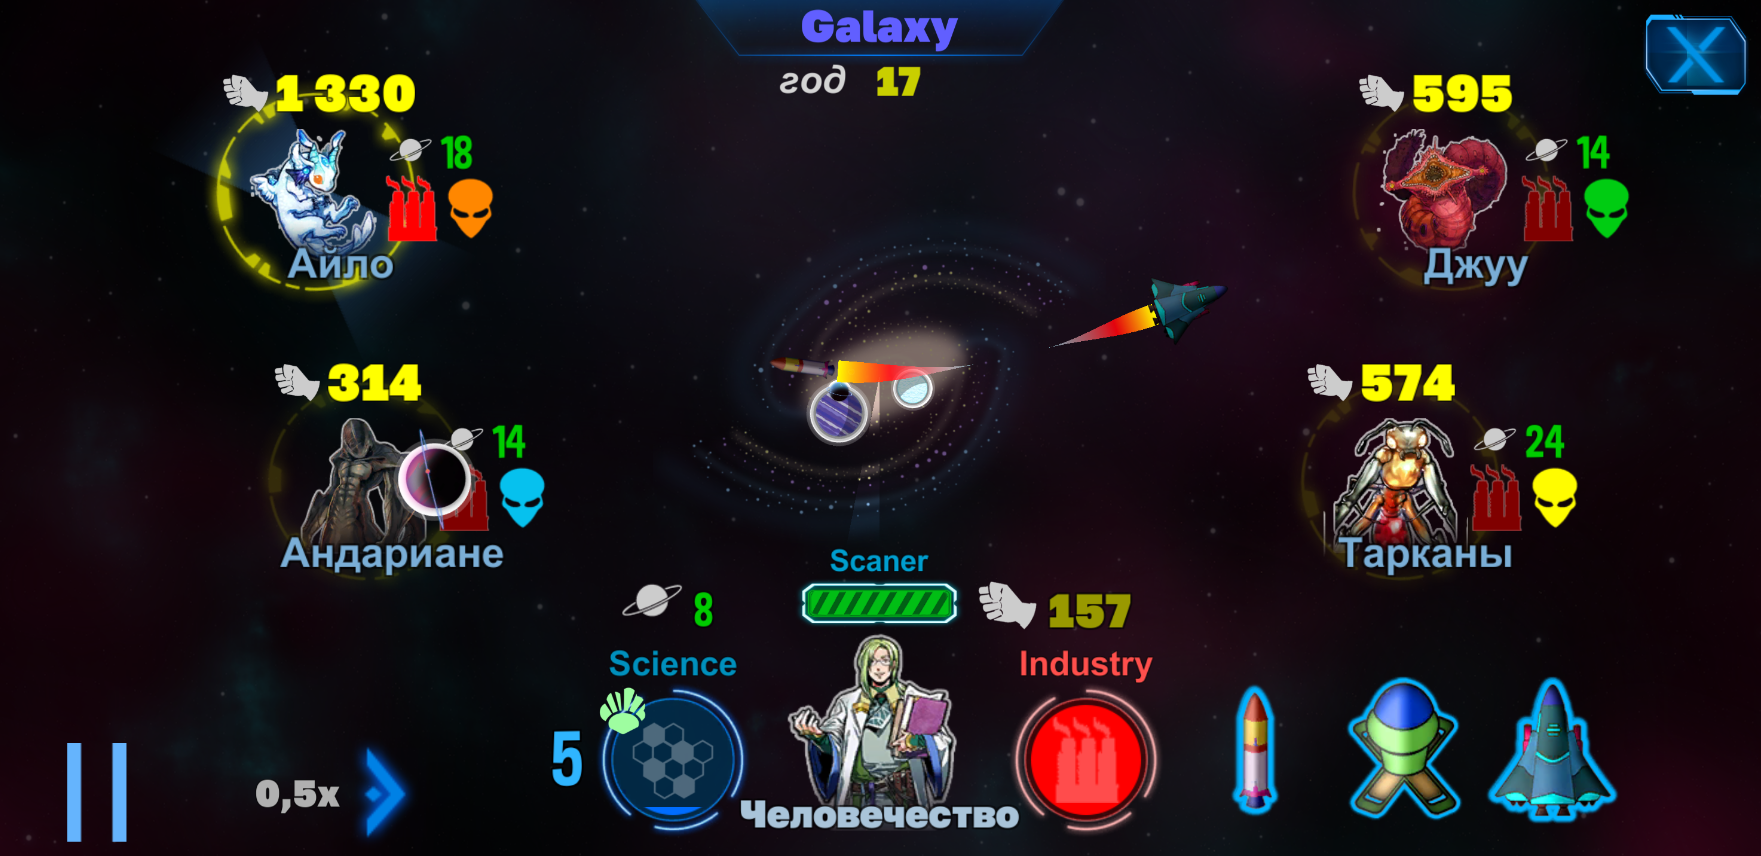 Galaxy
год 17
1 330
18
Айло
595
14
Джуу
314
14
Андариане
574
24
Тарканы
Scaner
8
157
Science
Industry
5
0,5x
Человечество